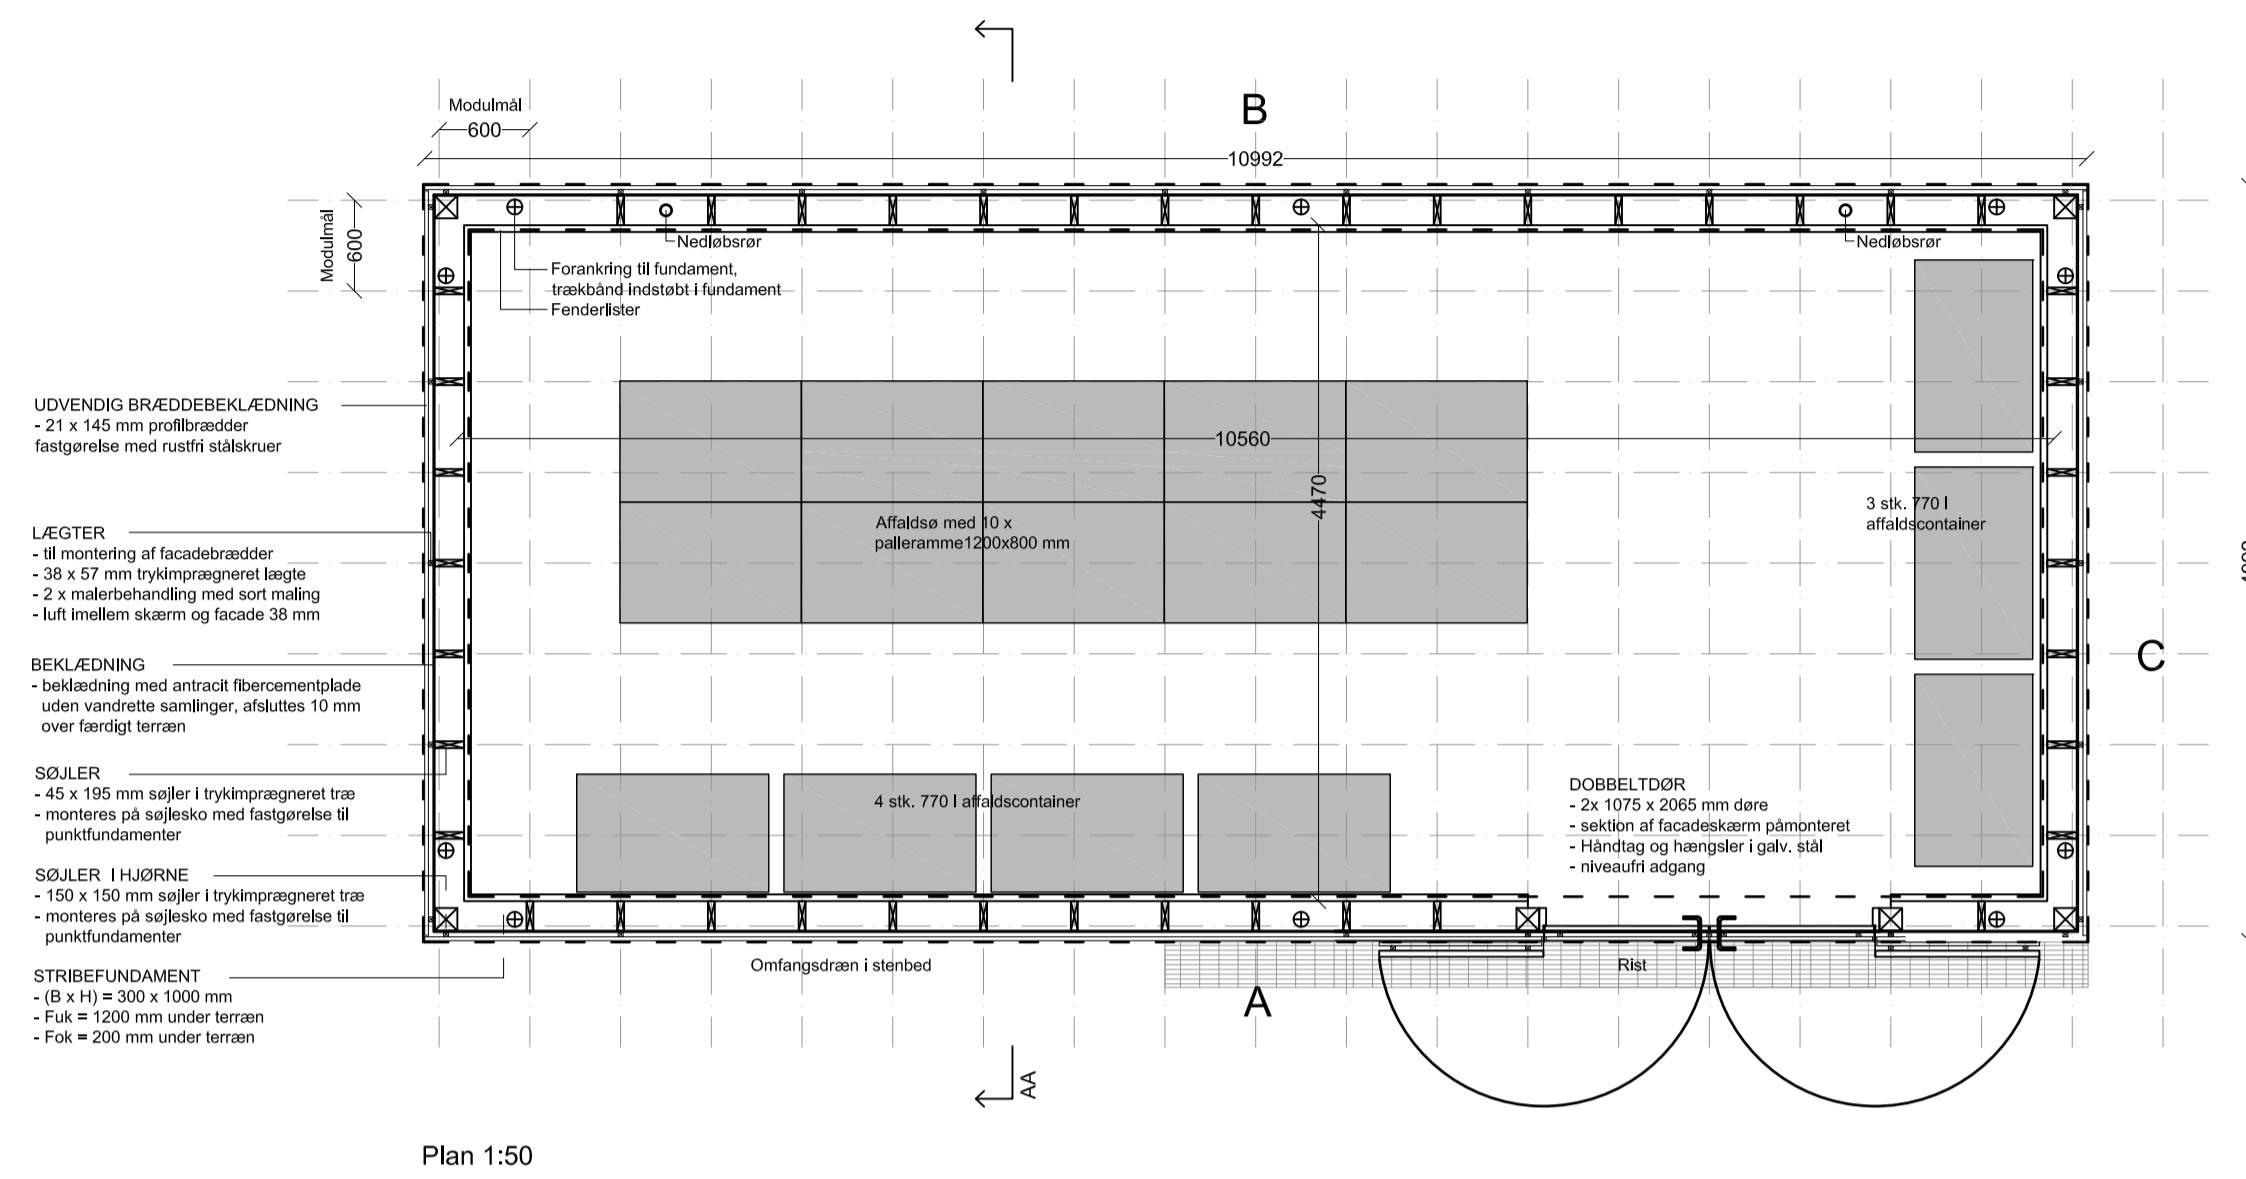 Modulmål
600
B
10992
Modulmål
600
Nedløbsrør
Nedløbsrør
Forankring til fundament,
trækbånd indstøbt i fundament
Fenderlister
UDVENDIG BRÆDDEBEKLÆDNING
- 21 x 145 mm profilbrædder
fastgørelse med rustfri stålskruer
10560
4470
LÆGTER
- til montering af facadebrædder
- 38 x 57 mm trykimprægneret lægte
- 2 x malerbehandling med sort maling
- luft imellem skærm og facade 38 mm
Affaldsø med 10 x
palleramme1200x800 mm
3 stk. 770 l
affaldscontainer
BEKLÆDNING
- beklædning med antracit fibercementplade
uden vandrette samlinger, afsluttes 10 mm
over færdigt terræn
C
SØJLER
- 45 x 195 mm søjler i trykimprægneret træ
- monteres på søjlesko med fastgørelse til
punktfundamenter
4 stk. 770 l affaldscontainer
DOBBELTDØR
- 2x 1075 x 2065 mm døre
- sektion af facadeskærm påmonteret
- Håndtag og hængsler i galv. stål
- niveaufri adgang
SØJLER I HJØRNE
- 150 x 150 mm søjler i trykimprægneret træ
- monteres på søjlesko med fastgørelse til
punktfundamenter
STRIBEFUNDAMENT
- (B x H) = 300 x 1000 mm
- Fuk = 1200 mm under terræn
- Fok = 200 mm under terræn
Omfangsdræn i stenbed
Rist
A
AA
Plan 1:50